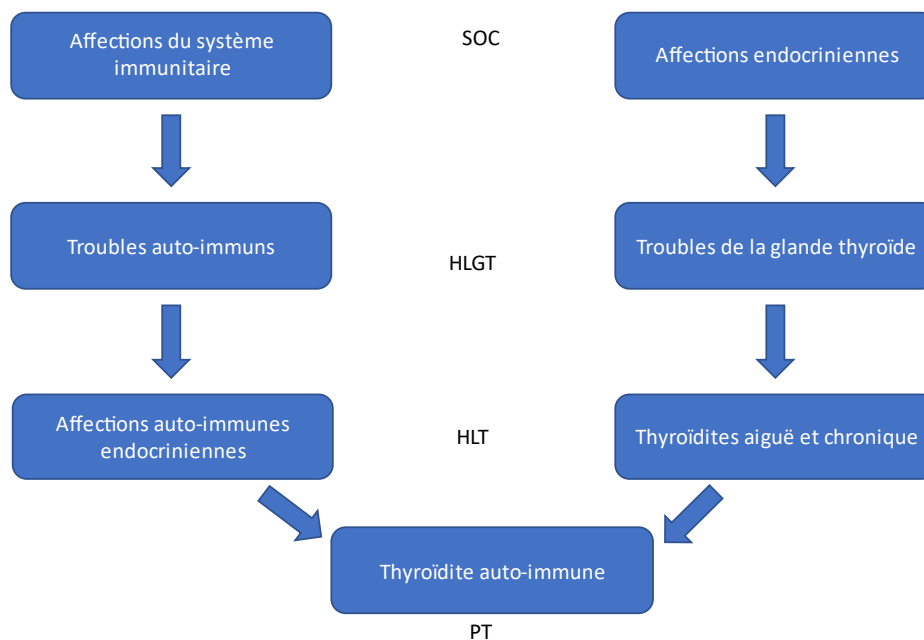 Affections du système
immunitaire
SOC
Affections endocriniennes
Troubles auto-immuns
HLGT
Troubles de la glande thyroïde
Affections auto-immunes
endocriniennes
HLT
Thyroïdites aiguë et chronique
Thyroïdite auto-immune
PT